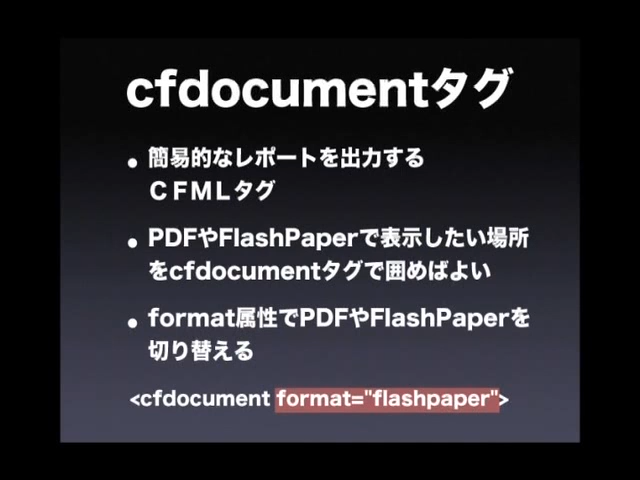 cfdocumentタグ
• 簡易的なレポートを出力する
ＣＦＭＬタグ
• PDFやFlashPaperで表示したい場所
をcfdocumentタグで囲めばよい
• format属性でPDFやFlashPaperを
切り替える
<cfdocument format="flashpaper">